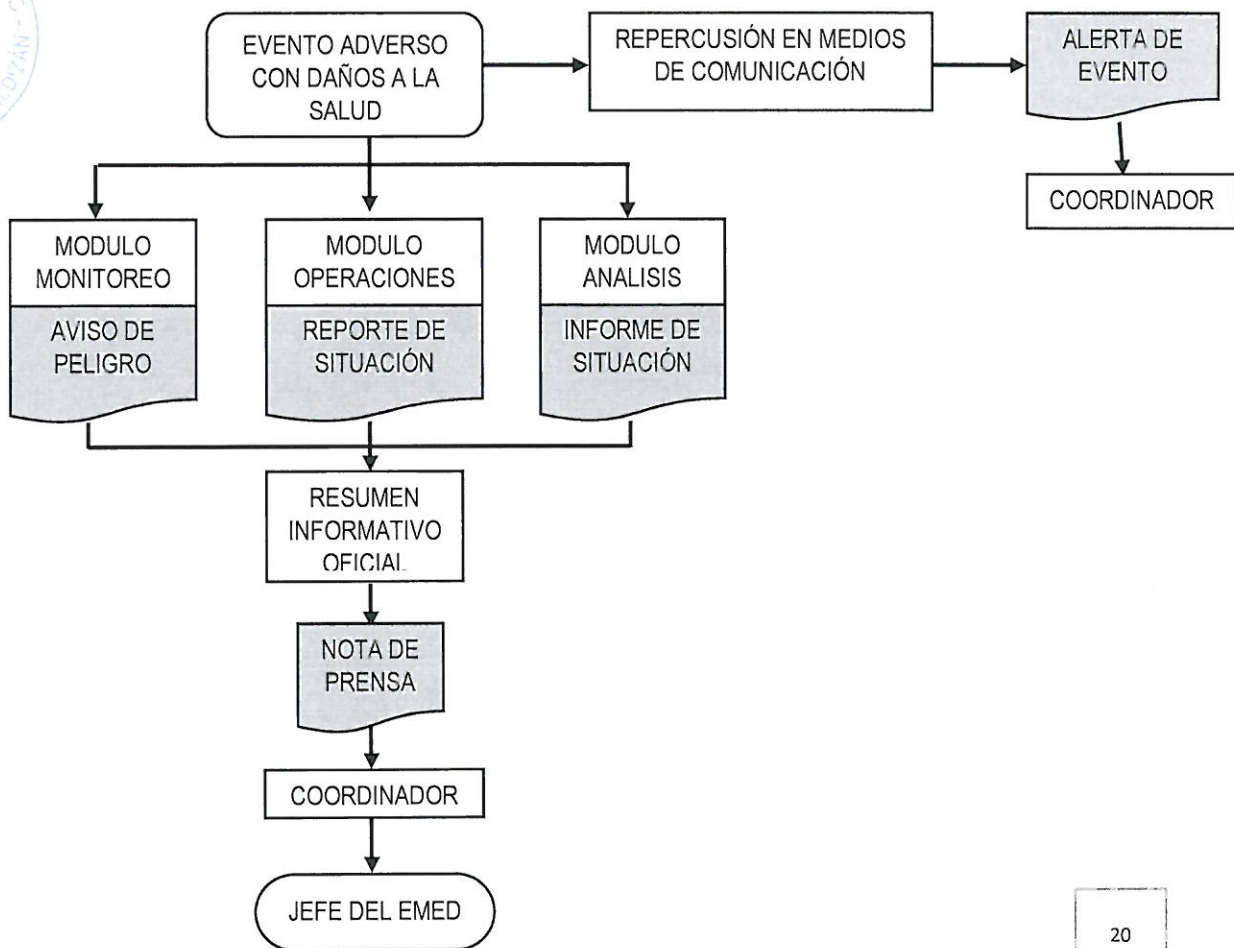 EVENTO ADVERSO
CON DAÑOS A LA
SALUD
REPERCUSIÓN EN MEDIOS
DE COMUNICACIÓN
ALERTA DE
EVENTO
COORDINADOR
MODULO
MONITOREO
AVISO DE
PELIGRO
MODULO
OPERACIONES
REPORTE DE
SITUACIÓN
MODULO
ANALISIS
INFORME DE
SITUACIÓN
RESUMEN
INFORMATIVO
OFICIAL
NOTA DE
PRENSA
COORDINADOR
JEFE DEL EMED
20